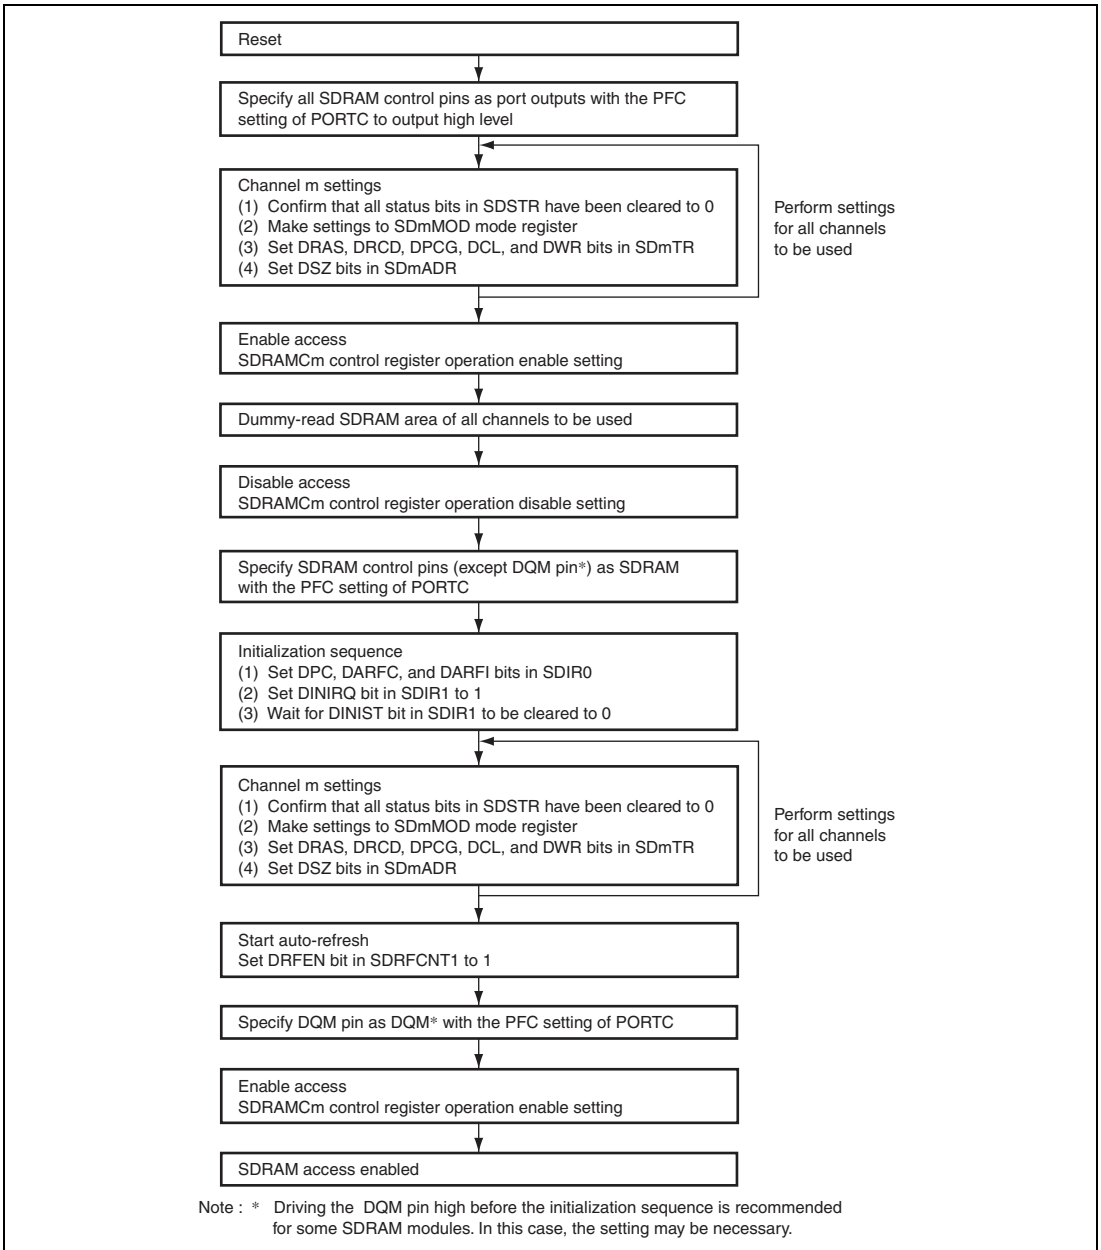 Reset
Specify all SDRAM control pins as port outputs with the PFC
setting of PORTC to output high level
Channel m settings
(1) Confirm that all status bits in SDSTR have been cleared to 0
(2) Make settings to SDmMOD mode register
(3) Set DRAS, DRCD, DPCG, DCL, and DWR bits in SDmTR
(4) Set DSZ bits in SDmADR
Perform settings
for all channels
to be used
Enable access
SDRAMCm control register operation enable setting
Dummy-read SDRAM area of all channels to be used
Disable access
SDRAMCm control register operation disable setting
Specify SDRAM control pins (except DQM pin*) as SDRAM
with the PFC setting of PORTC
Initialization sequence
(1) Set DPC, DARFC, and DARFI bits in SDIR0
(2) Set DINIRQ bit in SDIR1 to 1
(3) Wait for DINIST bit in SDIR1 to be cleared to 0
Channel m settings
(1) Confirm that all status bits in SDSTR have been cleared to 0
(2) Make settings to SDmMOD mode register
(3) Set DRAS, DRCD, DPCG, DCL, and DWR bits in SDmTR
(4) Set DSZ bits in SDmADR
Perform settings
for all channels
to be used
Start auto-refresh
Set DRFEN bit in SDRFCNT1 to 1
Specify DQM pin as DQM* with the PFC setting of PORTC
Enable access
SDRAMCm control register operation enable setting
SDRAM access enabled
Note : * Driving the DQM pin high before the initialization sequence is recommended
for some SDRAM modules. In this case, the setting may be necessary.